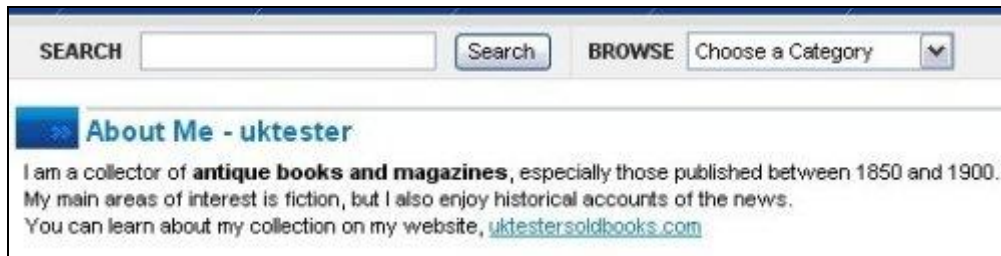 SEARCH Search BROWSE Choose a Category
About Me - uktester
I am a collector of antique books and magazines, especially those published between 1850 and 1900.
My main areas of interest is fiction, but I also enjoy historical accounts of the news.
You can learn about my collection on my website, uktestersoldbooks.com